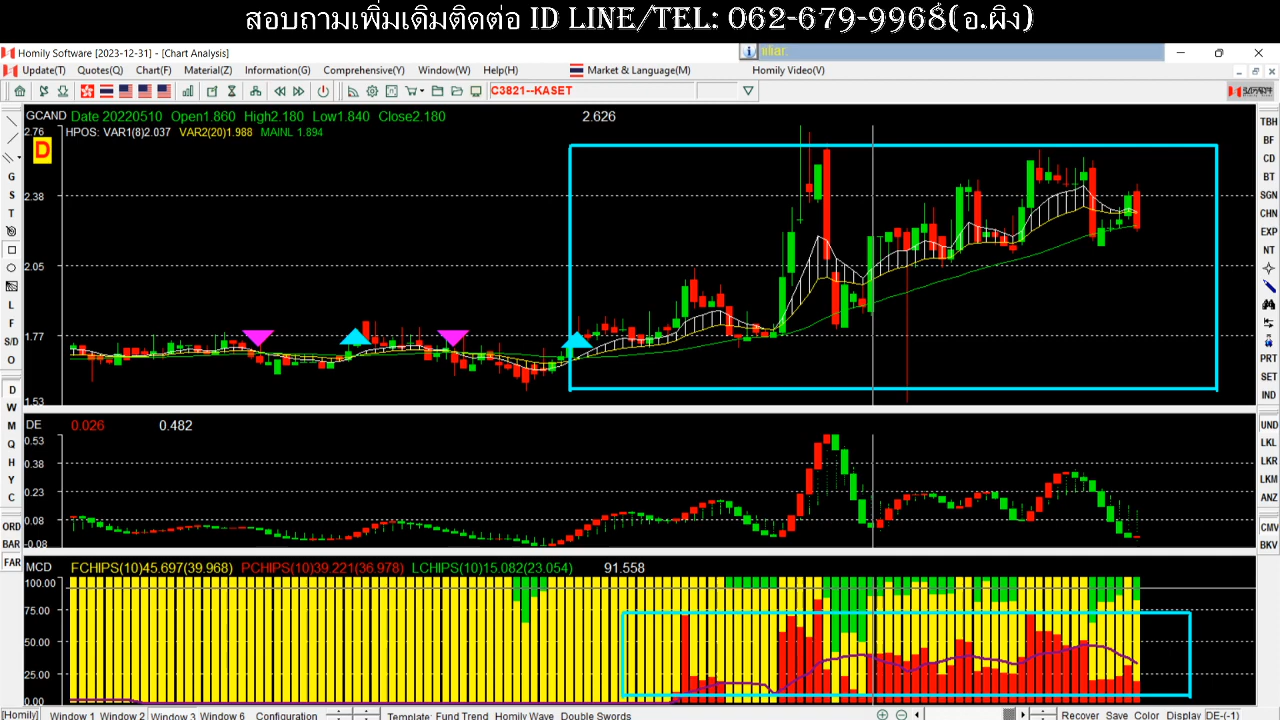 สอบถามเพิ่มเติมติดต่อ ID LINE/TEL: 062-679-9968(อ.ผิง)
Homily Software [2023-12-31] - [Chart Analysis]
Update(T) Quotes(Q) Chart(F) Material(Z) Information(G) Comprehensive(Y) Window(W) Help(H) Market & Language(M) Homily Video(V)
C3821--KASET
GCAND Date 20220510 Open1.860 High2.180 Low1.840 Close2.180 2.626
2.76 HPOS: VAR1(8)2.037 VAR2(20)1.988 MAINL 1.894
D
2.38
2.05
1.77
1.53
DE 0.026 0.482
0.53
0.38
0.23
0.08
-0.08
MCD FCHIPS(10)45.697(39.968) PCHIPS(10)39.221(36.978) LCHIPS(10)15.082(23.054) 91.558
100.00
75.00
50.00
25.00
0.00
G
S
T
L
F
S/D
O
D
W
M
Q
H
Y
C
ORD
BAR
FAR
TBH
BF
CD
BT
SGN
CHN
EXP
NT
PRT
SET
IND
UND
LKL
LKR
LKM
ANZ
CMV
BKV
[Homily] Window 1 Window 2 Window 3 Window 6 Configuration Template: Fund Trend Homily Wave Double Swords Recover Save Color Display DE-(-1)